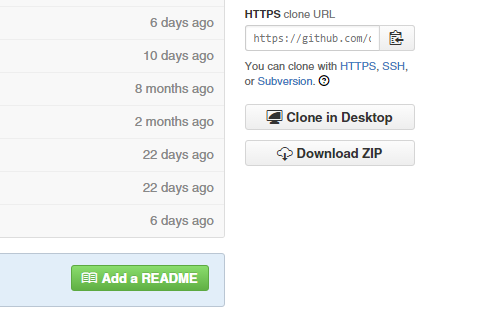 6 days ago
10 days ago
8 months ago
2 months ago
22 days ago
22 days ago
6 days ago
Add a README
HTTPS clone URL
https://github.com/
You can clone with HTTPS, SSH,
or Subversion.
Clone in Desktop
Download ZIP